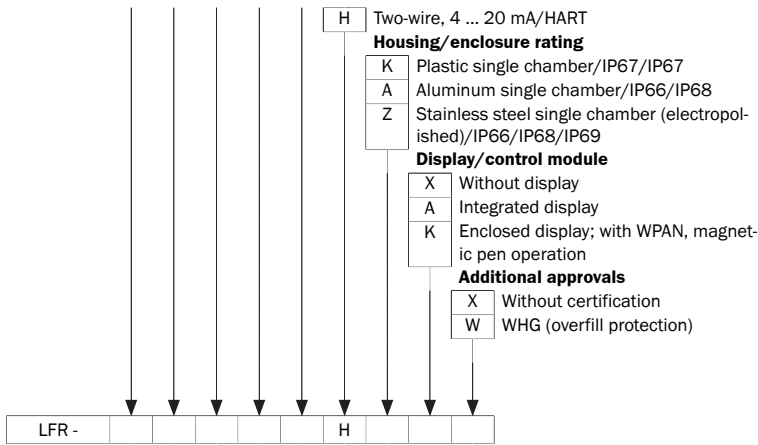 H Two-wire, 4 ... 20 mA/HART
Housing/enclosure rating
K Plastic single chamber/IP67/IP67
A Aluminum single chamber/IP66/IP68
Z Stainless steel single chamber (electropol-
ished)/IP66/IP68/IP69
Display/control module
X Without display
A Integrated display
K Enclosed display; with WPAN, magnet-
ic pen operation
Additional approvals
X Without certification
W WHG (overfill protection)
LFR - H